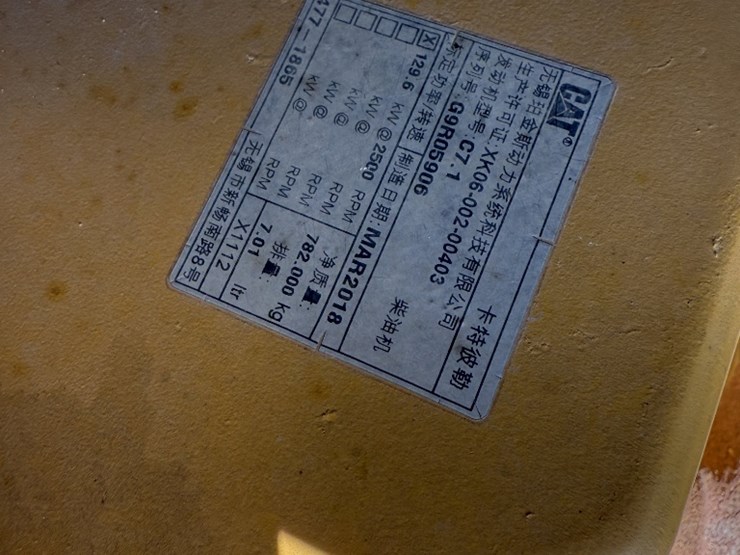 CAT® 卡特彼勒
无锡珀金斯动力系统科技有限公司
生产许可证:XK06-002-00403
发动机型号:C7.1 柴油机
序列号:G9R05906
标定功率/转速 制造日期:MAR2018
X 129.6 kW @ 2500 RPM 净质量:
kW @ RPM 782.000 kg
kW @ RPM 排量:
kW @ RPM 7.01 ltr
kW @ RPM X1112
477-1865 无锡市新畅南路8号